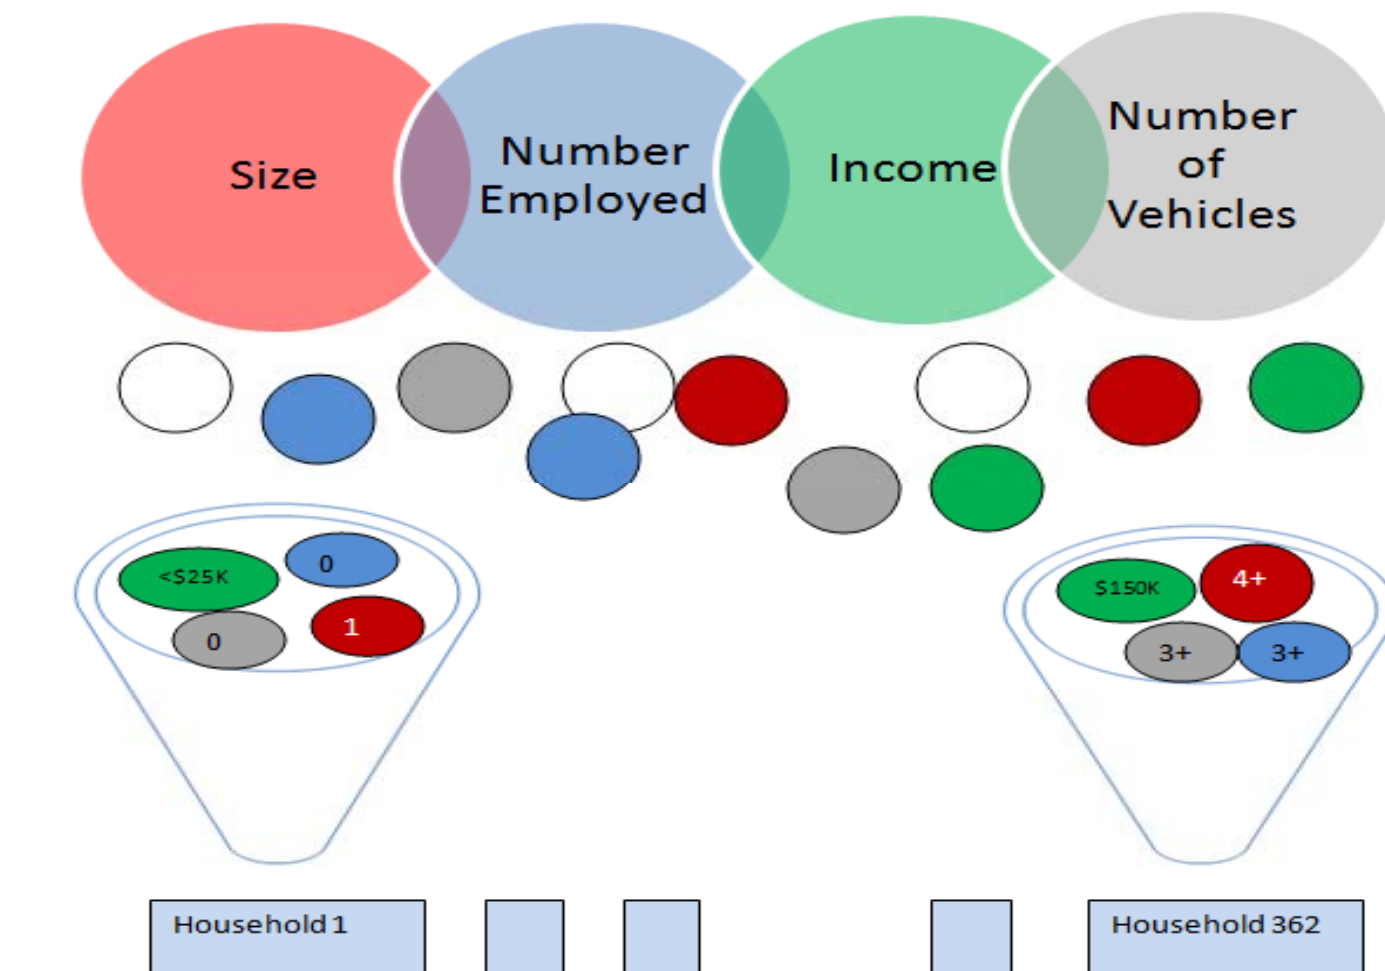 Size
Number
Employed
Income
Number
of
Vehicles
<$25K
0
0
1
$150K
4+
3+
3+
Household 1
Household 362